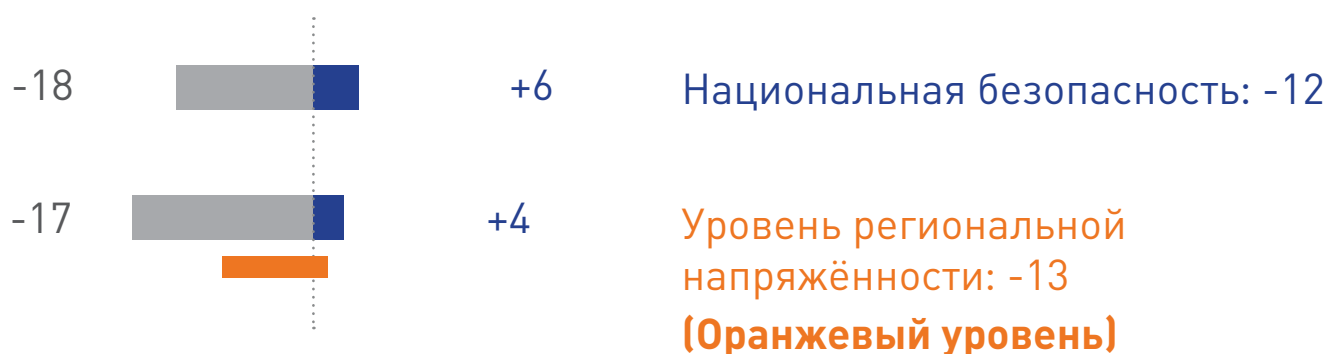 -18 +6 Национальная безопасность: -12
-17 +4 Уровень региональной
напряжённости: -13
(Оранжевый уровень)